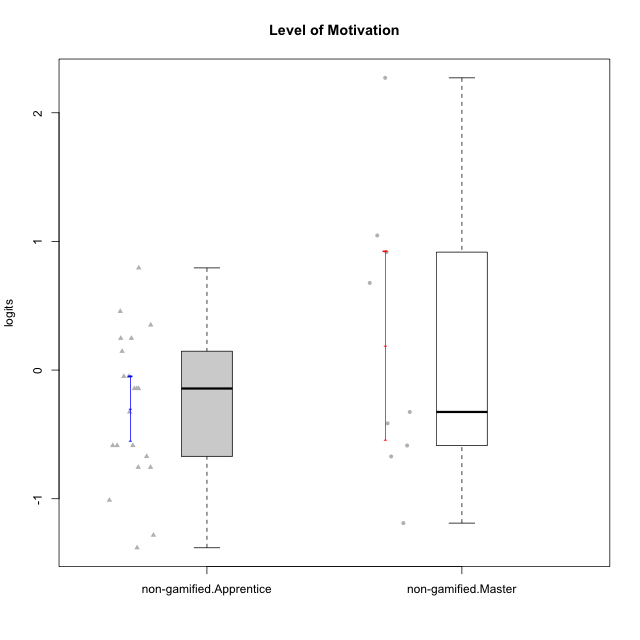 Level of Motivation
logits
2
1
0
-1
non-gamified.Apprentice
non-gamified.Master